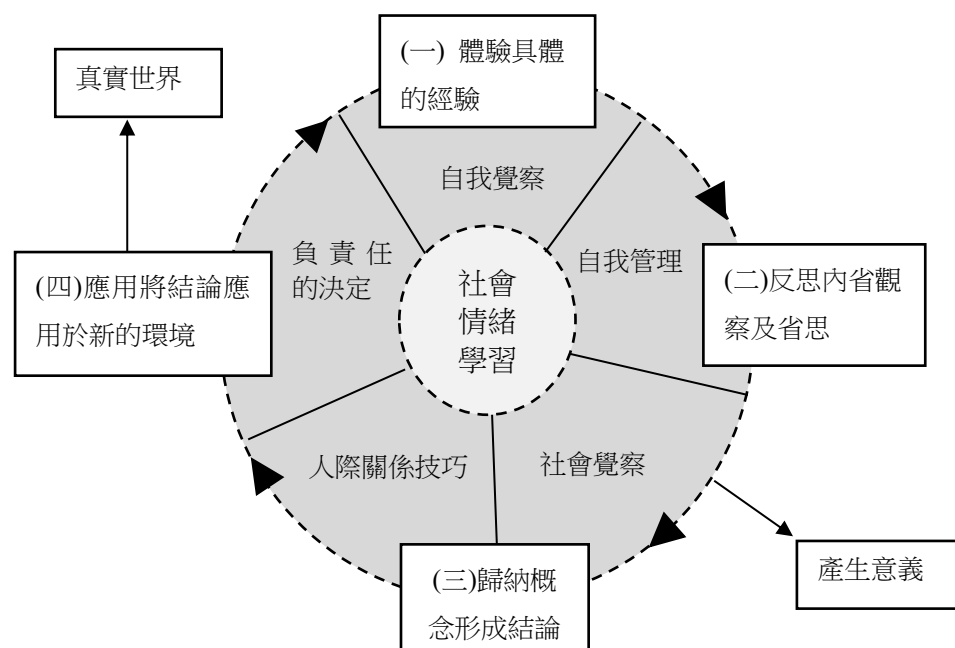 (一) 體驗具體
的經驗
真實世界
自我覺察
負 責 任
的決定
自我管理
(二)反思內省觀
察及省思
(四)應用將結論應
用於新的環境
社會
情緒
學習
人際關係技巧
社會覺察
(三)歸納概
念形成結論
產生意義